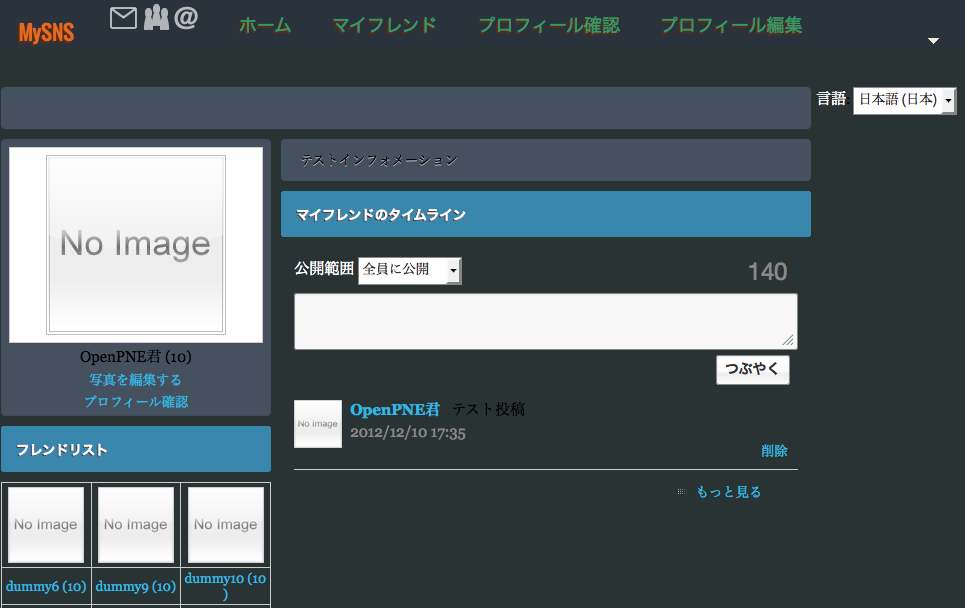 MySNS @ ホーム マイフレンド プロフィール確認 プロフィール編集
言語: 日本語 (日本)
No Image
OpenPNE君 (10)
写真を編集する
プロフィール確認
フレンドリスト
No Image No Image No Image
dummy6 (10) dummy9 (10) dummy10 (10
)
テストインフォメーション
マイフレンドのタイムライン
公開範囲 全員に公開 140
つぶやく
No Image OpenPNE君 テスト投稿
2012/12/10 17:35
削除
もっと見る